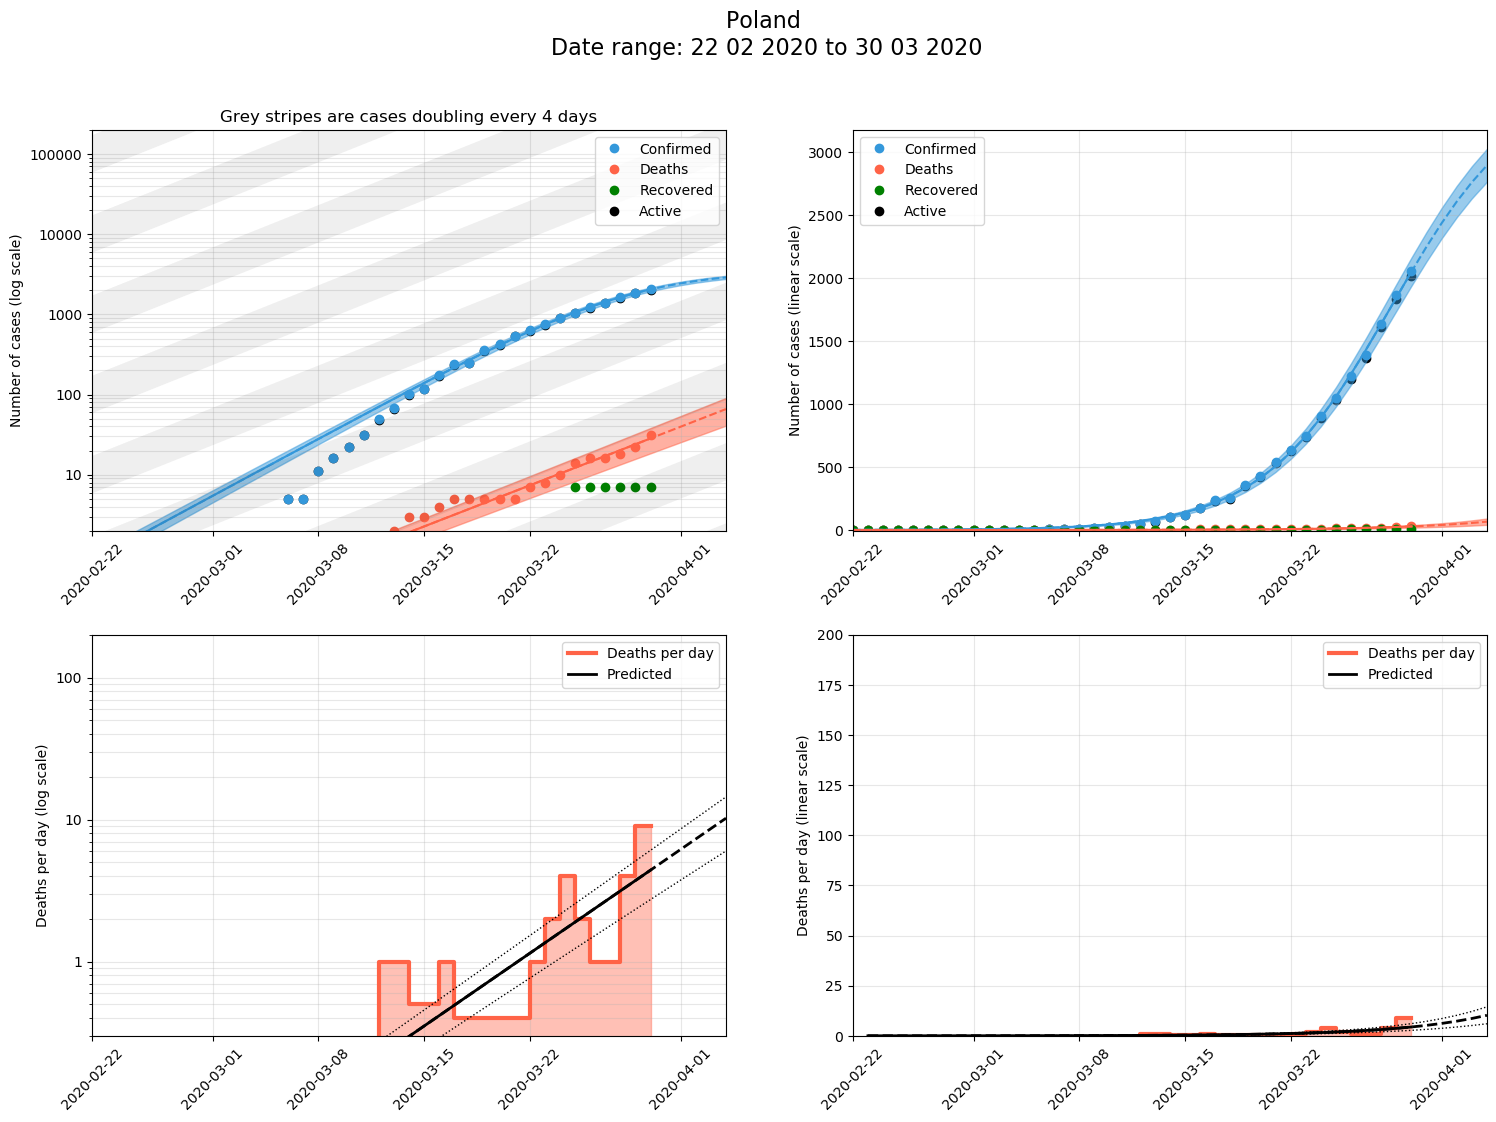 Poland
Date range: 22 02 2020 to 30 03 2020
Grey stripes are cases doubling every 4 days
Number of cases (log scale)
100000
10000
1000
100
10
Confirmed
Deaths
Recovered
Active
2020-02-22
2020-03-01
2020-03-08
2020-03-15
2020-03-22
2020-04-01
Number of cases (linear scale)
3000
2500
2000
1500
1000
500
0
Confirmed
Deaths
Recovered
Active
2020-02-22
2020-03-01
2020-03-08
2020-03-15
2020-03-22
2020-04-01
Deaths per day (log scale)
100
10
1
Deaths per day
Predicted
2020-02-22
2020-03-01
2020-03-08
2020-03-15
2020-03-22
2020-04-01
Deaths per day (linear scale)
200
175
150
125
100
75
50
25
0
Deaths per day
Predicted
2020-02-22
2020-03-01
2020-03-08
2020-03-15
2020-03-22
2020-04-01